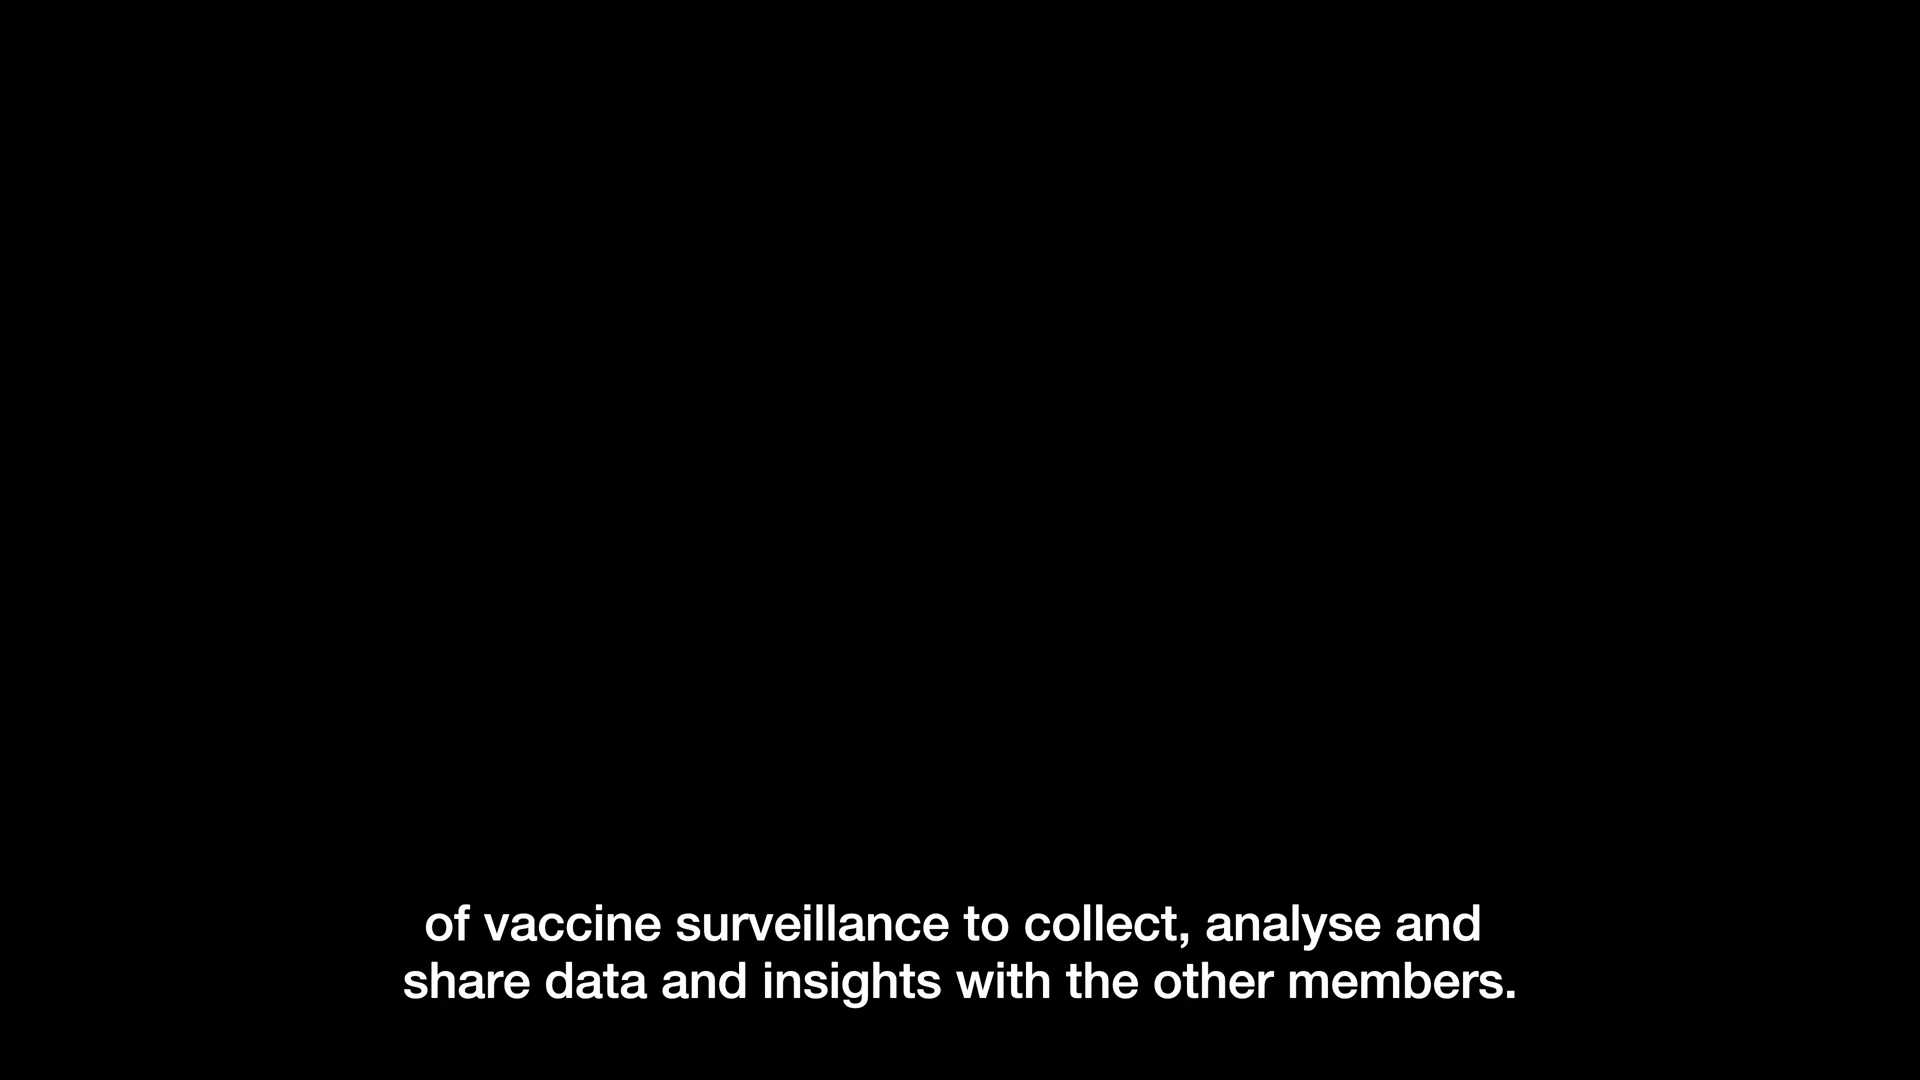 of vaccine surveillance to collect, analyse and
share data and insights with the other members.